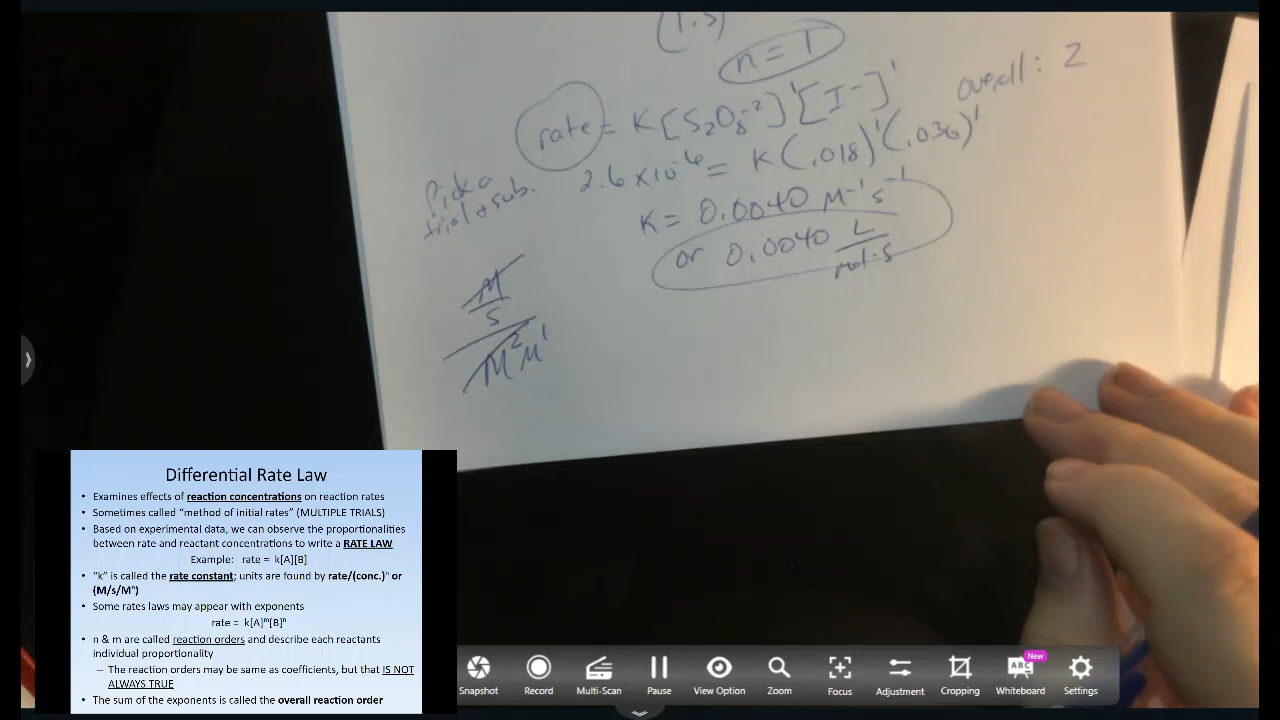 (1.5)
n = 1
rate = K[S₂O₈⁻²]¹[I⁻]¹ overall: 2
Pick a trial & sub.
2.6 x 10⁻⁶ = K(.018)¹(.036)¹
K = 0.0040 M⁻¹s⁻¹
or 0.0040 L/mol·s
M/s
M² M¹
Differential Rate Law
• Examines effects of reaction concentrations on reaction rates
• Sometimes called “method of initial rates” (MULTIPLE TRIALS)
• Based on experimental data, we can observe the proportionalities
between rate and reactant concentrations to write a RATE LAW
Example: rate = k[A][B]
• “k” is called the rate constant; units are found by rate/(conc.)ⁿ or
(M/s/Mⁿ)
• Some rates laws may appear with exponents
rate = k[A]ᵐ[B]ⁿ
• n & m are called reaction orders and describe each reactants
individual proportionality
– The reaction orders may be same as coefficients, but that IS NOT
ALWAYS TRUE
• The sum of the exponents is called the overall reaction order
New
ABC
Snapshot Record Multi-Scan Pause View Option Zoom Focus Adjustment Cropping Whiteboard Settings